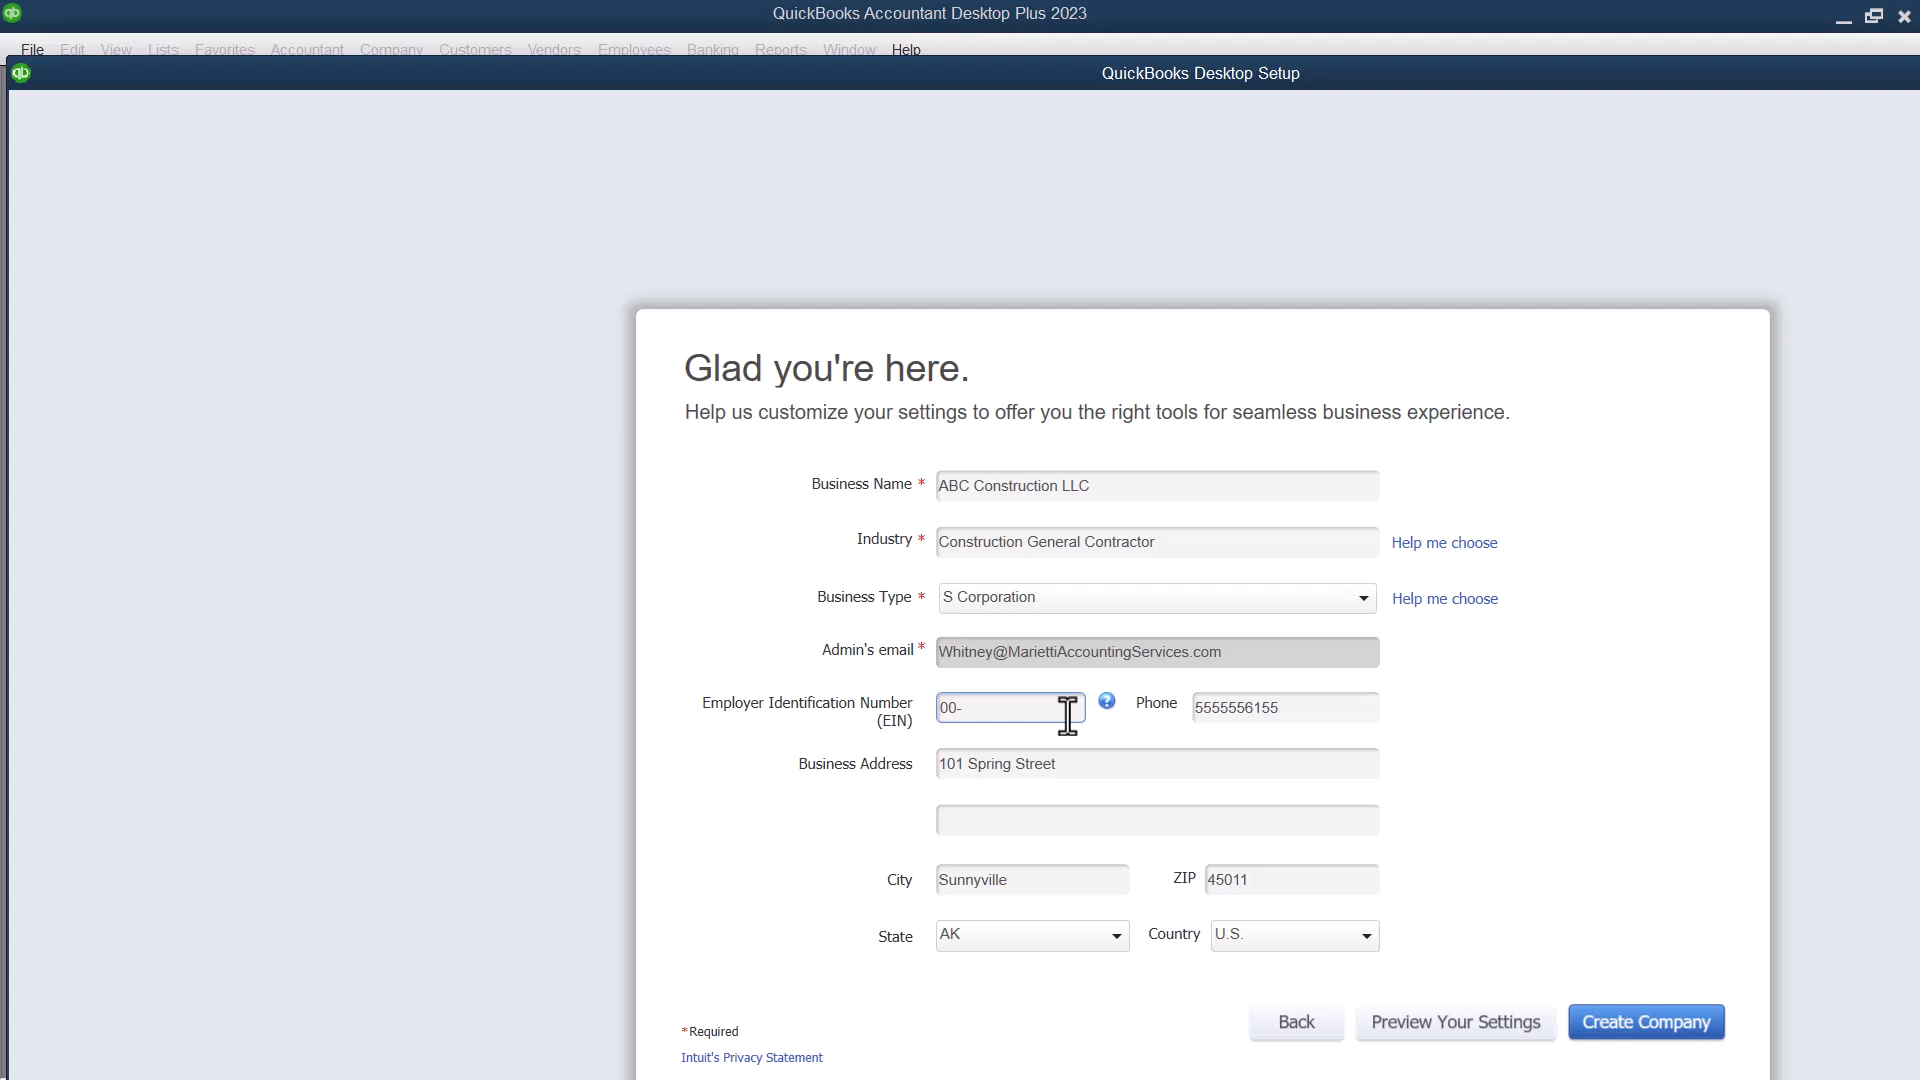 QuickBooks Accountant Desktop Plus 2023
File Edit View Lists Favorites Accountant Company Customers Vendors Employees Banking Reports Window Help
QuickBooks Desktop Setup
Glad you're here.
Help us customize your settings to offer you the right tools for seamless business experience.
Business Name * ABC Construction LLC
Industry * Construction General Contractor Help me choose
Business Type * S Corporation Help me choose
Admin's email * Whitney@MariettiAccountingServices.com
Employer Identification Number 00- ? Phone 5555556155
(EIN)
Business Address 101 Spring Street
City Sunnyville ZIP 45011
State AK Country U.S.
Back Preview Your Settings Create Company
*Required
Intuit's Privacy Statement